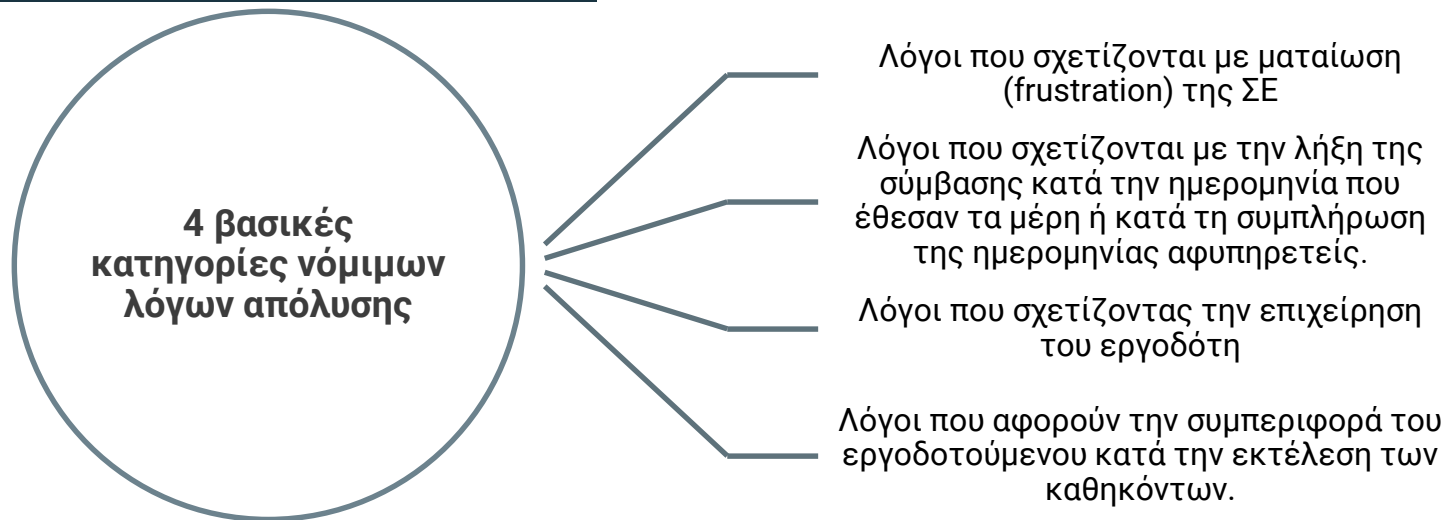 4 βασικές
κατηγορίες νόμιμων
λόγων απόλυσης
Λόγοι που σχετίζονται με ματαίωση
(frustration) της ΣΕ
Λόγοι που σχετίζονται με την λήξη της
σύμβασης κατά την ημερομηνία που
έθεσαν τα μέρη ή κατά τη συμπλήρωση
της ημερομηνίας αφυπηρετείς.
Λόγοι που σχετίζοντας την επιχείρηση
του εργοδότη
Λόγοι που αφορούν την συμπεριφορά του
εργοδοτούμενου κατά την εκτέλεση των
καθηκόντων.